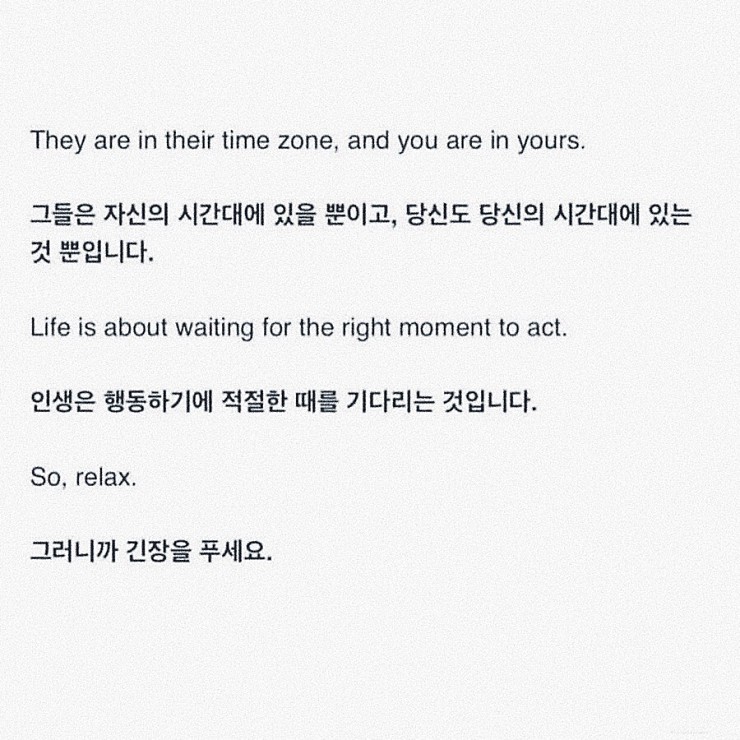 They are in their time zone, and you are in yours.
그들은 자신의 시간대에 있을 뿐이고, 당신도 당신의 시간대에 있는
것 뿐입니다.
Life is about waiting for the right moment to act.
인생은 행동하기에 적절한 때를 기다리는 것입니다.
So, relax.
그러니까 긴장을 푸세요.